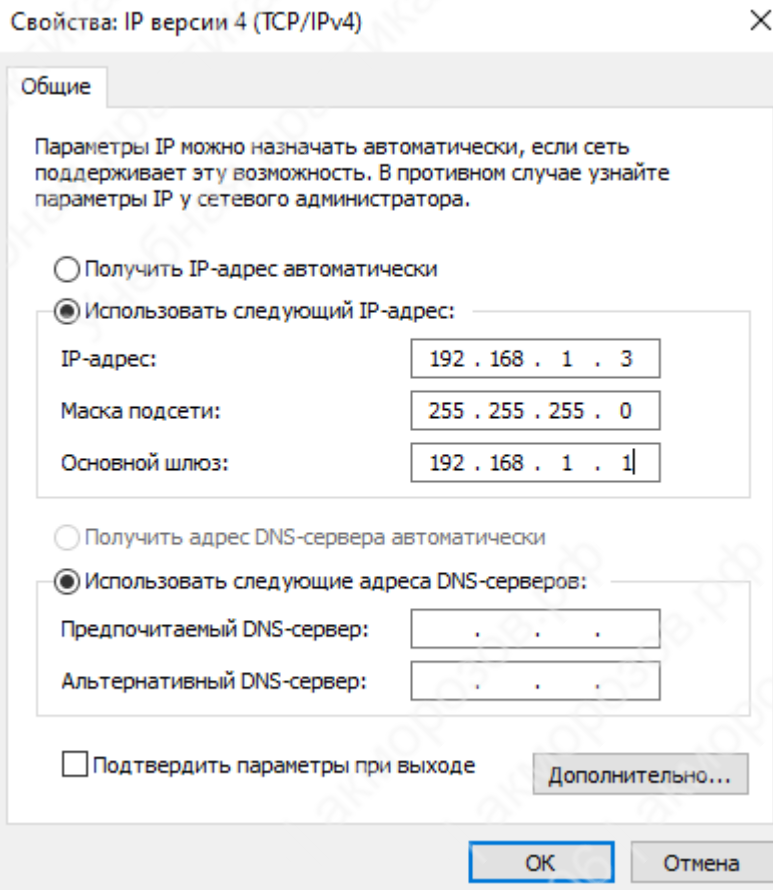 Свойства: IP версии 4 (TCP/IPv4)
Общие
Параметры IP можно назначать автоматически, если сеть
поддерживает эту возможность. В противном случае узнайте
параметры IP у сетевого администратора.
Получить IP-адрес автоматически
Использовать следующий IP-адрес:
IP-адрес: 192 . 168 . 1 . 3
Маска подсети: 255 . 255 . 255 . 0
Основной шлюз: 192 . 168 . 1 . 1
Получить адрес DNS-сервера автоматически
Использовать следующие адреса DNS-серверов:
Предпочитаемый DNS-сервер: . . .
Альтернативный DNS-сервер: . . .
Подтвердить параметры при выходе
Дополнительно...
ОК Отмена